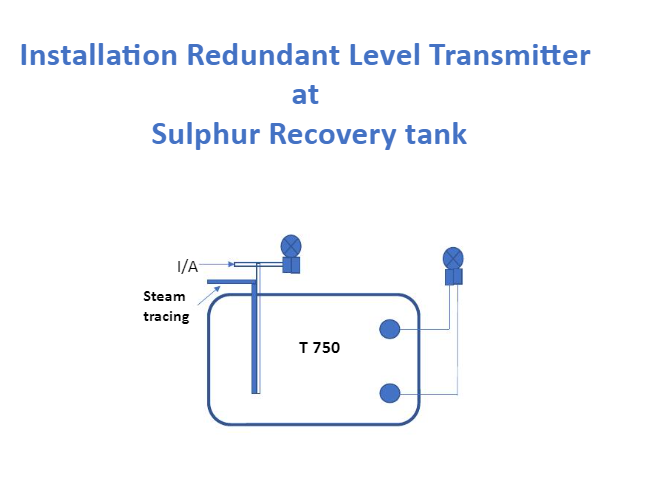 Installation Redundant Level Transmitter
at
Sulphur Recovery tank
I/A
Steam
tracing
T 750